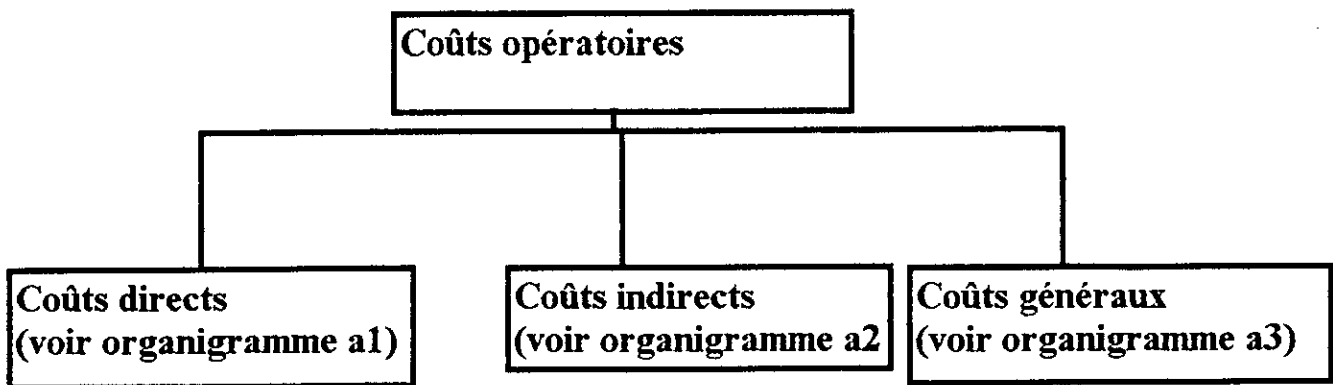 Coûts opératoires
Coûts directs
(voir organigramme a1)
Coûts indirects
(voir organigramme a2
Coûts généraux
(voir organigramme a3)